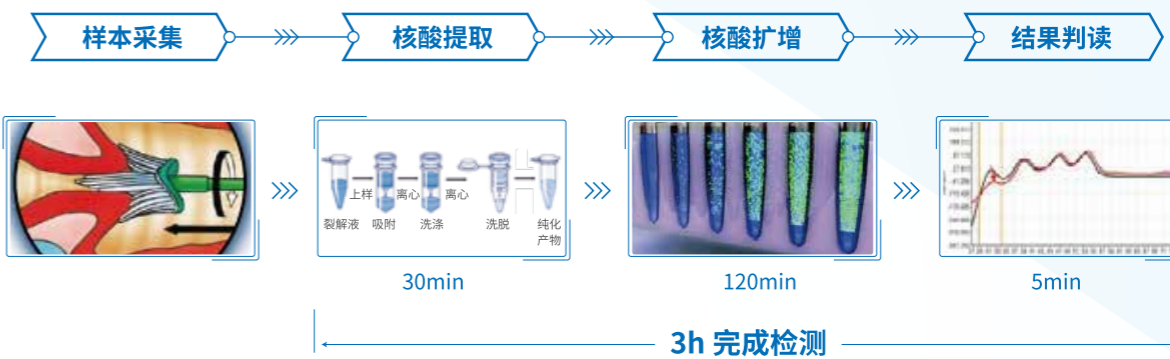 样本采集
核酸提取
核酸扩增
结果判读
上样
离心
离心
裂解液
吸附
洗涤
洗脱
纯化
产物
30min
120min
5min
3h 完成检测